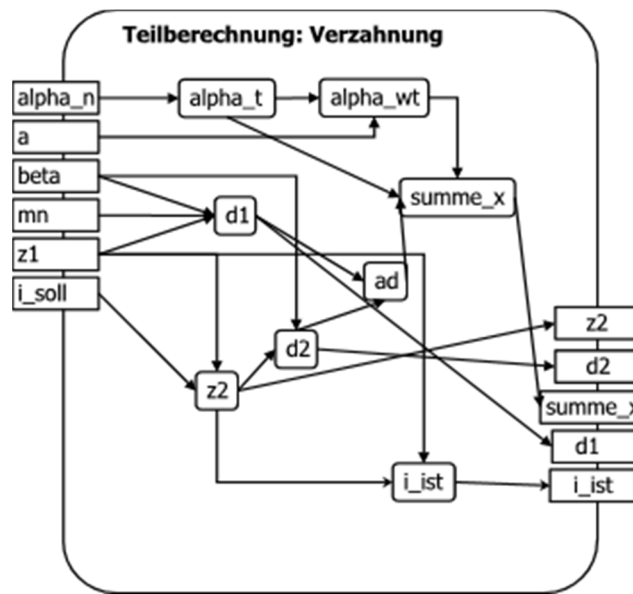 Teilberechnung: Verzahnung
alpha_n
alpha_t
alpha_wt
a
beta
summe_x
mn
d1
z1
ad
i_soll
z2
d2
d2
z2
summe_x
d1
i_ist
i_ist